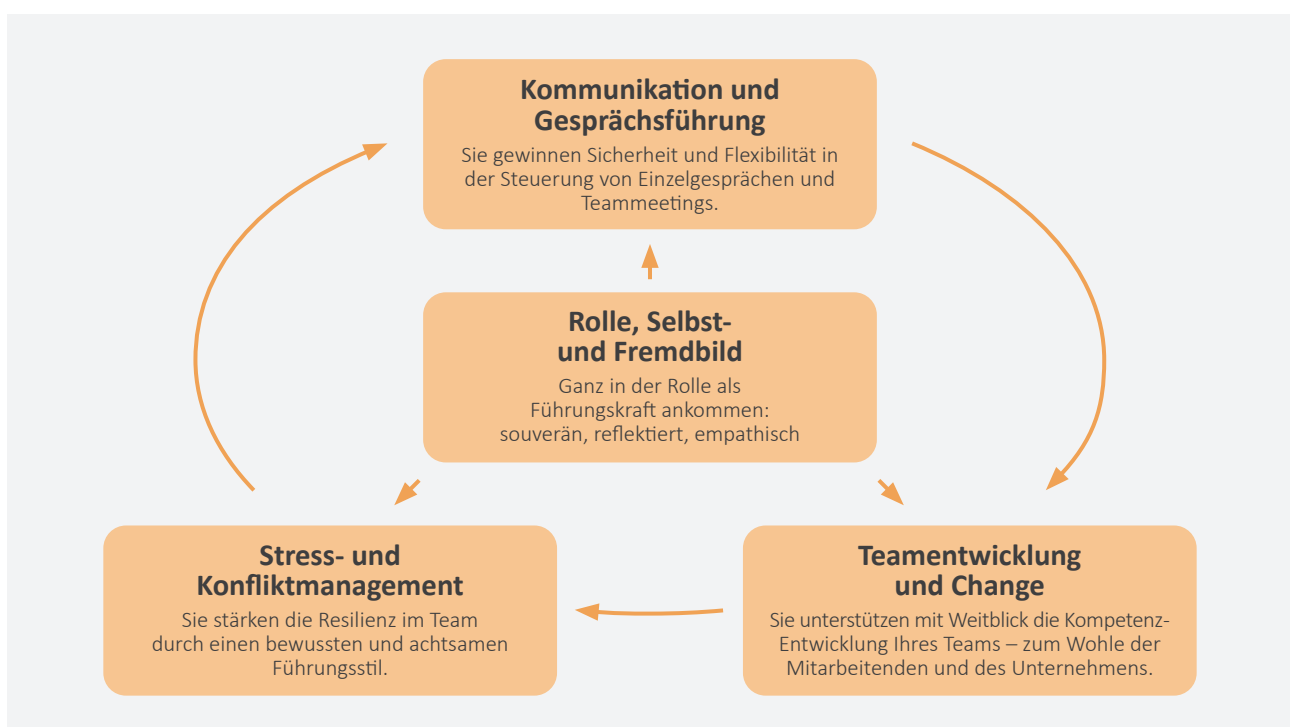 Kommunikation und
Gesprächsführung
Sie gewinnen Sicherheit und Flexibilität in
der Steuerung von Einzelgesprächen und
Teammeetings.
Rolle, Selbst-
und Fremdbild
Ganz in der Rolle als
Führungskraft ankommen:
souverän, reflektiert, empathisch
Stress- und
Konfliktmanagement
Sie stärken die Resilienz im Team
durch einen bewussten und achtsamen
Führungsstil.
Teamentwicklung
und Change
Sie unterstützen mit Weitblick die Kompetenz-
Entwicklung Ihres Teams – zum Wohle der
Mitarbeitenden und des Unternehmens.